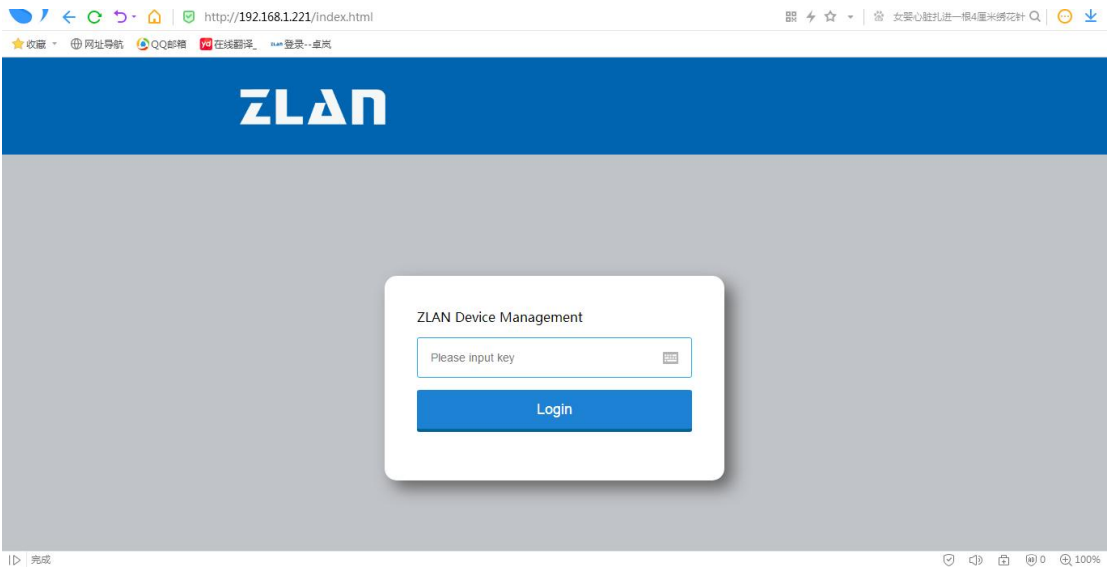 http://192.168.1.221/index.html 女婴心脏扎进一根4厘米绣花针
收藏 网址导航 QQ邮箱 yd 在线翻译_ ZLAN 登录--卓岚
ZLAN
ZLAN Device Management
Please input key
Login
完成 0 100%